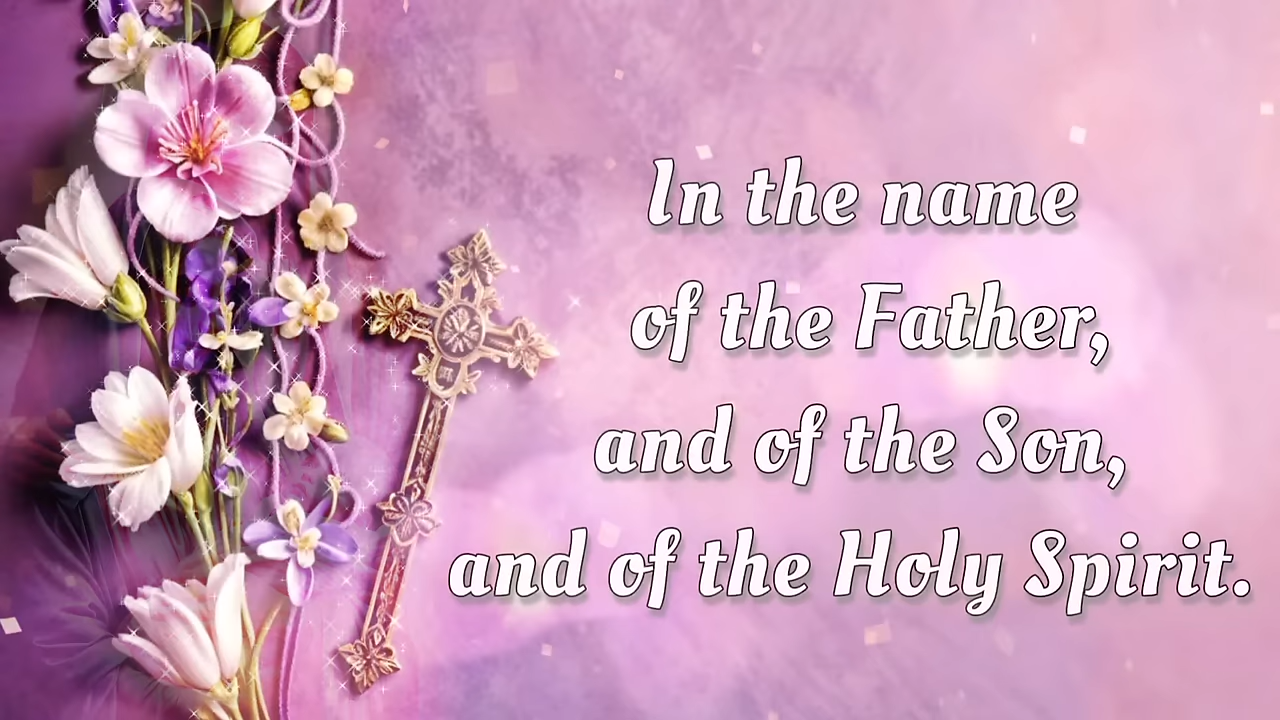 In the name
of the Father,
and of the Son,
and of the Holy Spirit.